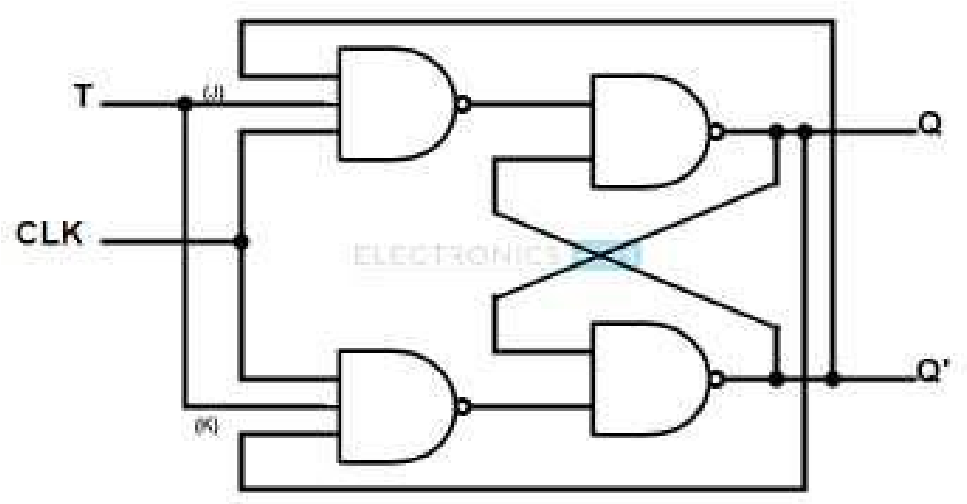 T
(J)
Q
CLK
ELECTRONICS
Q'
(K)